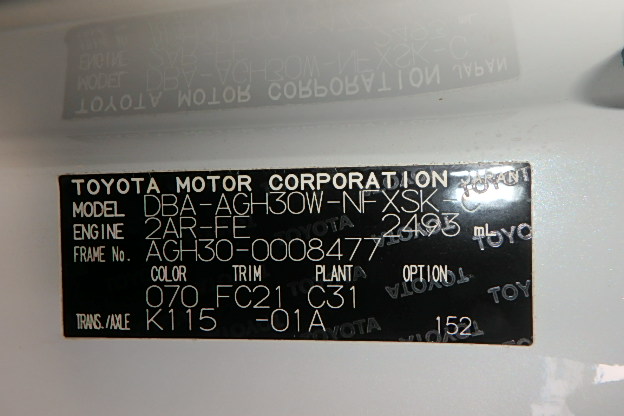 TOYOTA MOTOR CORPORATION JAPAN
MODEL DBA-AGH30W-NFXSK-C
ENGINE 2AR-FE 2493 mL
FRAME No. AGH30-0008477
COLOR TRIM PLANT OPTION
070 FC21 C31
TRANS./AXLE K115 -01A 152